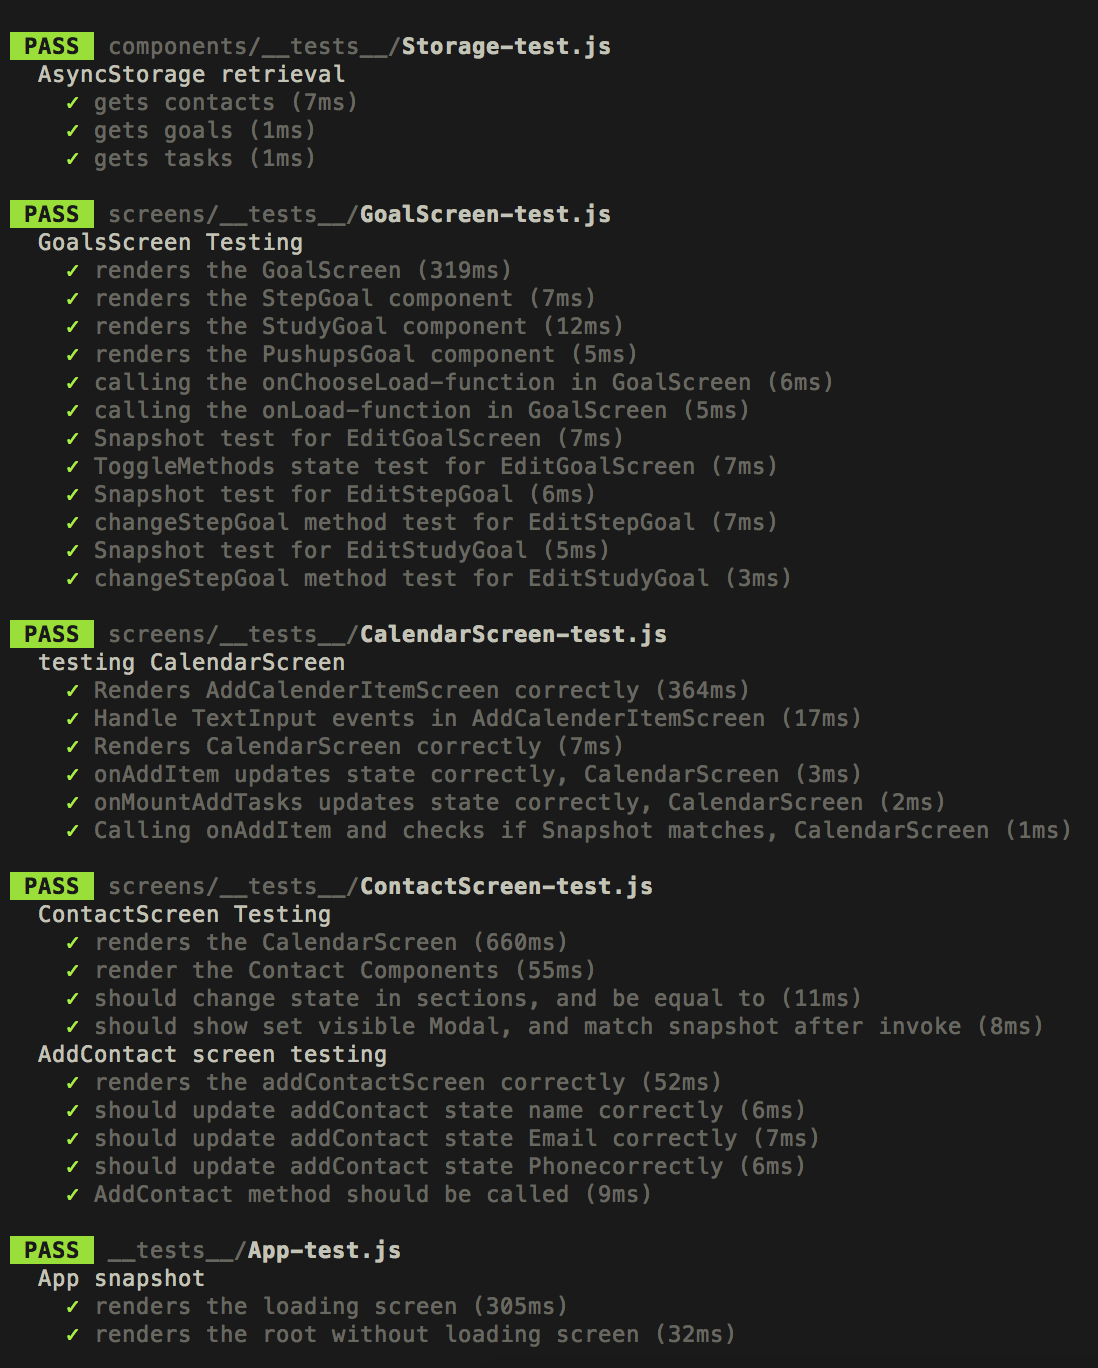 PASS components/__tests__/Storage-test.js
AsyncStorage retrieval
✓ gets contacts (7ms)
✓ gets goals (1ms)
✓ gets tasks (1ms)
PASS screens/__tests__/GoalScreen-test.js
GoalsScreen Testing
✓ renders the GoalScreen (319ms)
✓ renders the StepGoal component (7ms)
✓ renders the StudyGoal component (12ms)
✓ renders the PushupsGoal component (5ms)
✓ calling the onChooseLoad-function in GoalScreen (6ms)
✓ calling the onLoad-function in GoalScreen (5ms)
✓ Snapshot test for EditGoalScreen (7ms)
✓ ToggleMethods state test for EditGoalScreen (7ms)
✓ Snapshot test for EditStepGoal (6ms)
✓ changeStepGoal method test for EditStepGoal (7ms)
✓ Snapshot test for EditStudyGoal (5ms)
✓ changeStepGoal method test for EditStudyGoal (3ms)
PASS screens/__tests__/CalendarScreen-test.js
testing CalendarScreen
✓ Renders AddCalenderItemScreen correctly (364ms)
✓ Handle TextInput events in AddCalenderItemScreen (17ms)
✓ Renders CalendarScreen correctly (7ms)
✓ onAddItem updates state correctly, CalendarScreen (3ms)
✓ onMountAddTasks updates state correctly, CalendarScreen (2ms)
✓ Calling onAddItem and checks if Snapshot matches, CalendarScreen (1ms)
PASS screens/__tests__/ContactScreen-test.js
ContactScreen Testing
✓ renders the CalendarScreen (660ms)
✓ render the Contact Components (55ms)
✓ should change state in sections, and be equal to (11ms)
✓ should show set visible Modal, and match snapshot after invoke (8ms)
AddContact screen testing
✓ renders the addContactScreen correctly (52ms)
✓ should update addContact state name correctly (6ms)
✓ should update addContact state Email correctly (7ms)
✓ should update addContact state Phonecorrectly (6ms)
✓ AddContact method should be called (9ms)
PASS __tests__/App-test.js
App snapshot
✓ renders the loading screen (305ms)
✓ renders the root without loading screen (32ms)